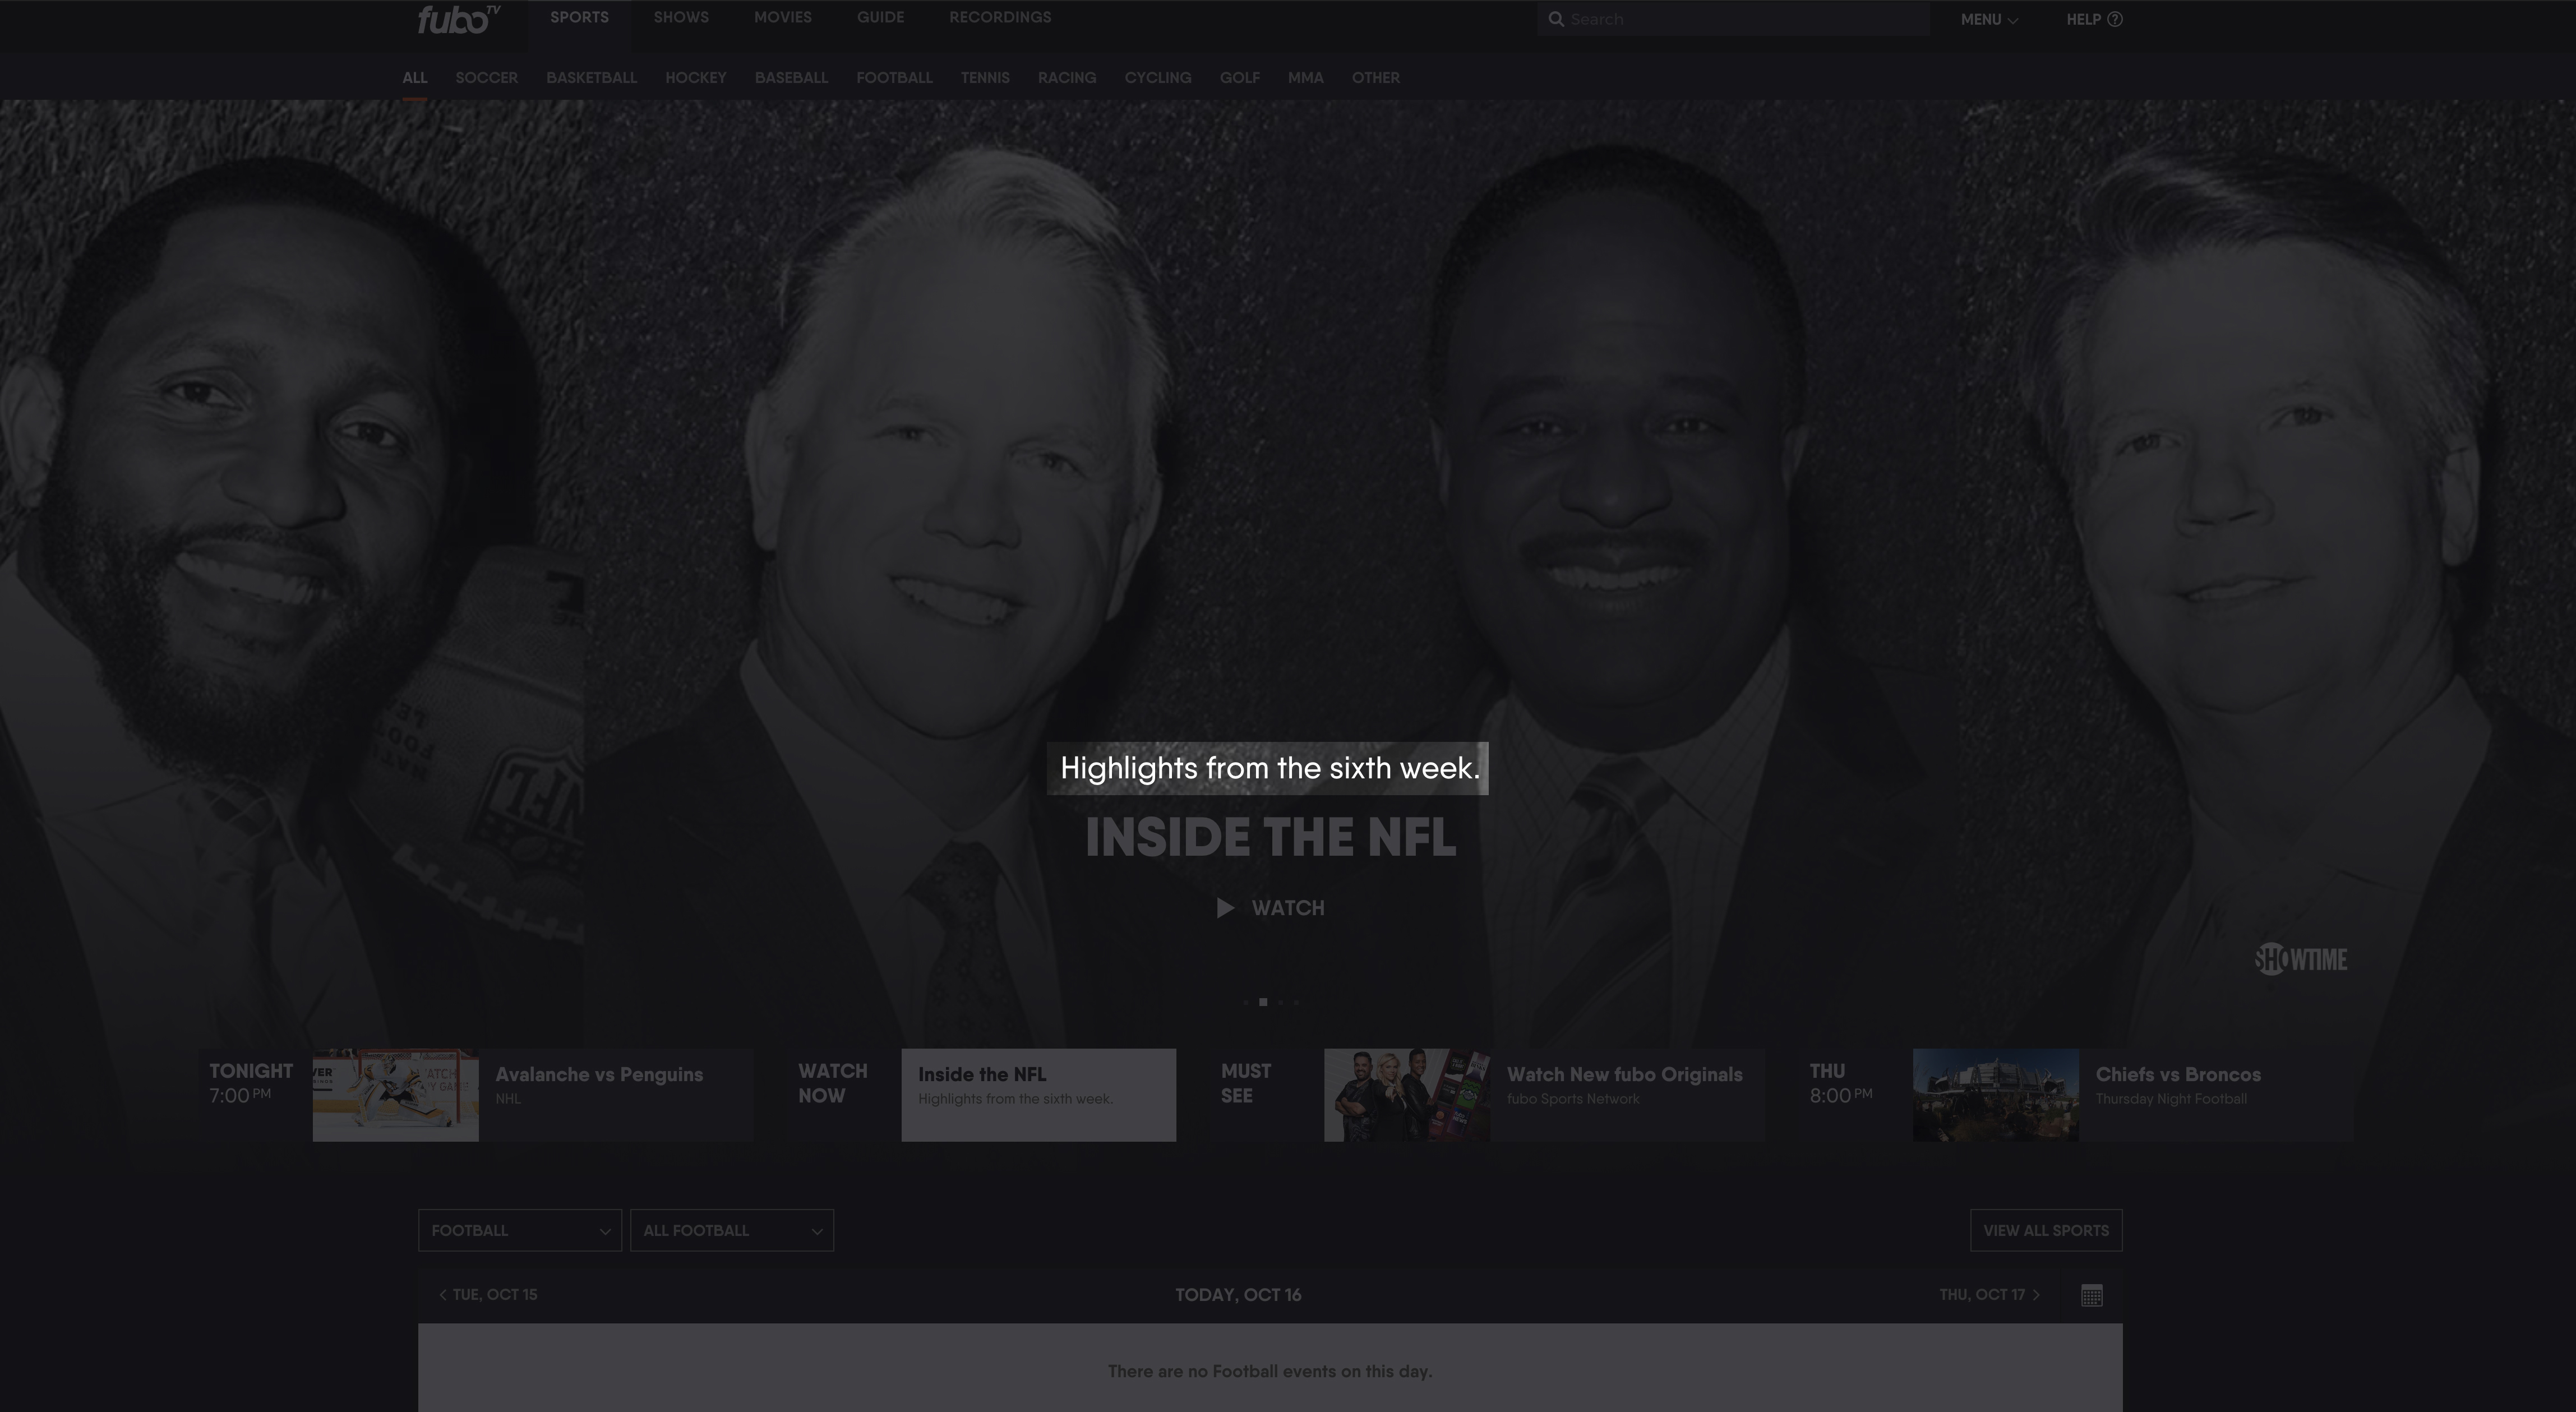 fuboTV
SPORTS SHOWS MOVIES GUIDE RECORDINGS Search MENU HELP ?
ALL SOCCER BASKETBALL HOCKEY BASEBALL FOOTBALL TENNIS RACING CYCLING GOLF MMA OTHER
Highlights from the sixth week.
INSIDE THE NFL
WATCH
SHOWTIME
TONIGHT
7:00 PM
Avalanche vs Penguins
NHL
WATCH
NOW
Inside the NFL
Highlights from the sixth week.
MUST
SEE
Watch New fubo Originals
fubo Sports Network
THU
8:00 PM
Chiefs vs Broncos
Thursday Night Football
FOOTBALL ALL FOOTBALL VIEW ALL SPORTS
TUE, OCT 15 TODAY, OCT 16 THU, OCT 17
There are no Football events on this day.